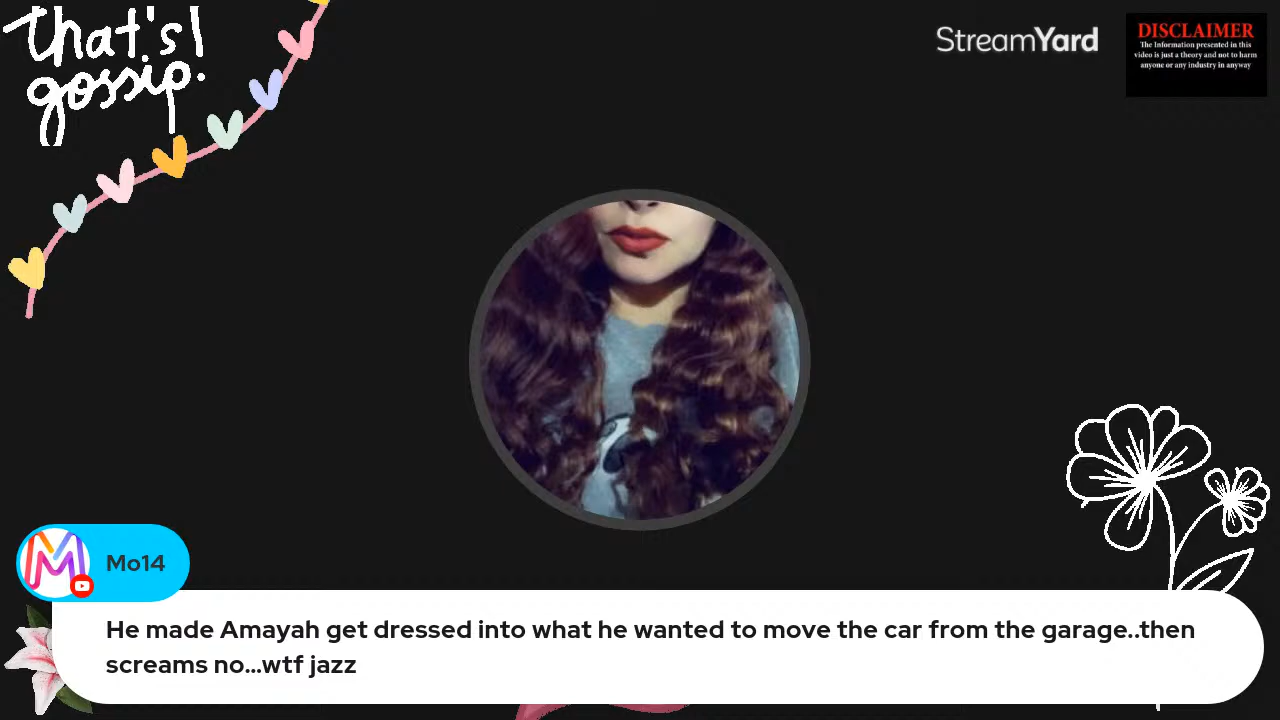 that's
gossip.
StreamYard
DISCLAIMER
The Information presented in this
video is just a theory and not to harm
anyone or any industry in anyway
Mo14
He made Amayah get dressed into what he wanted to move the car from the garage..then
screams no...wtf jazz